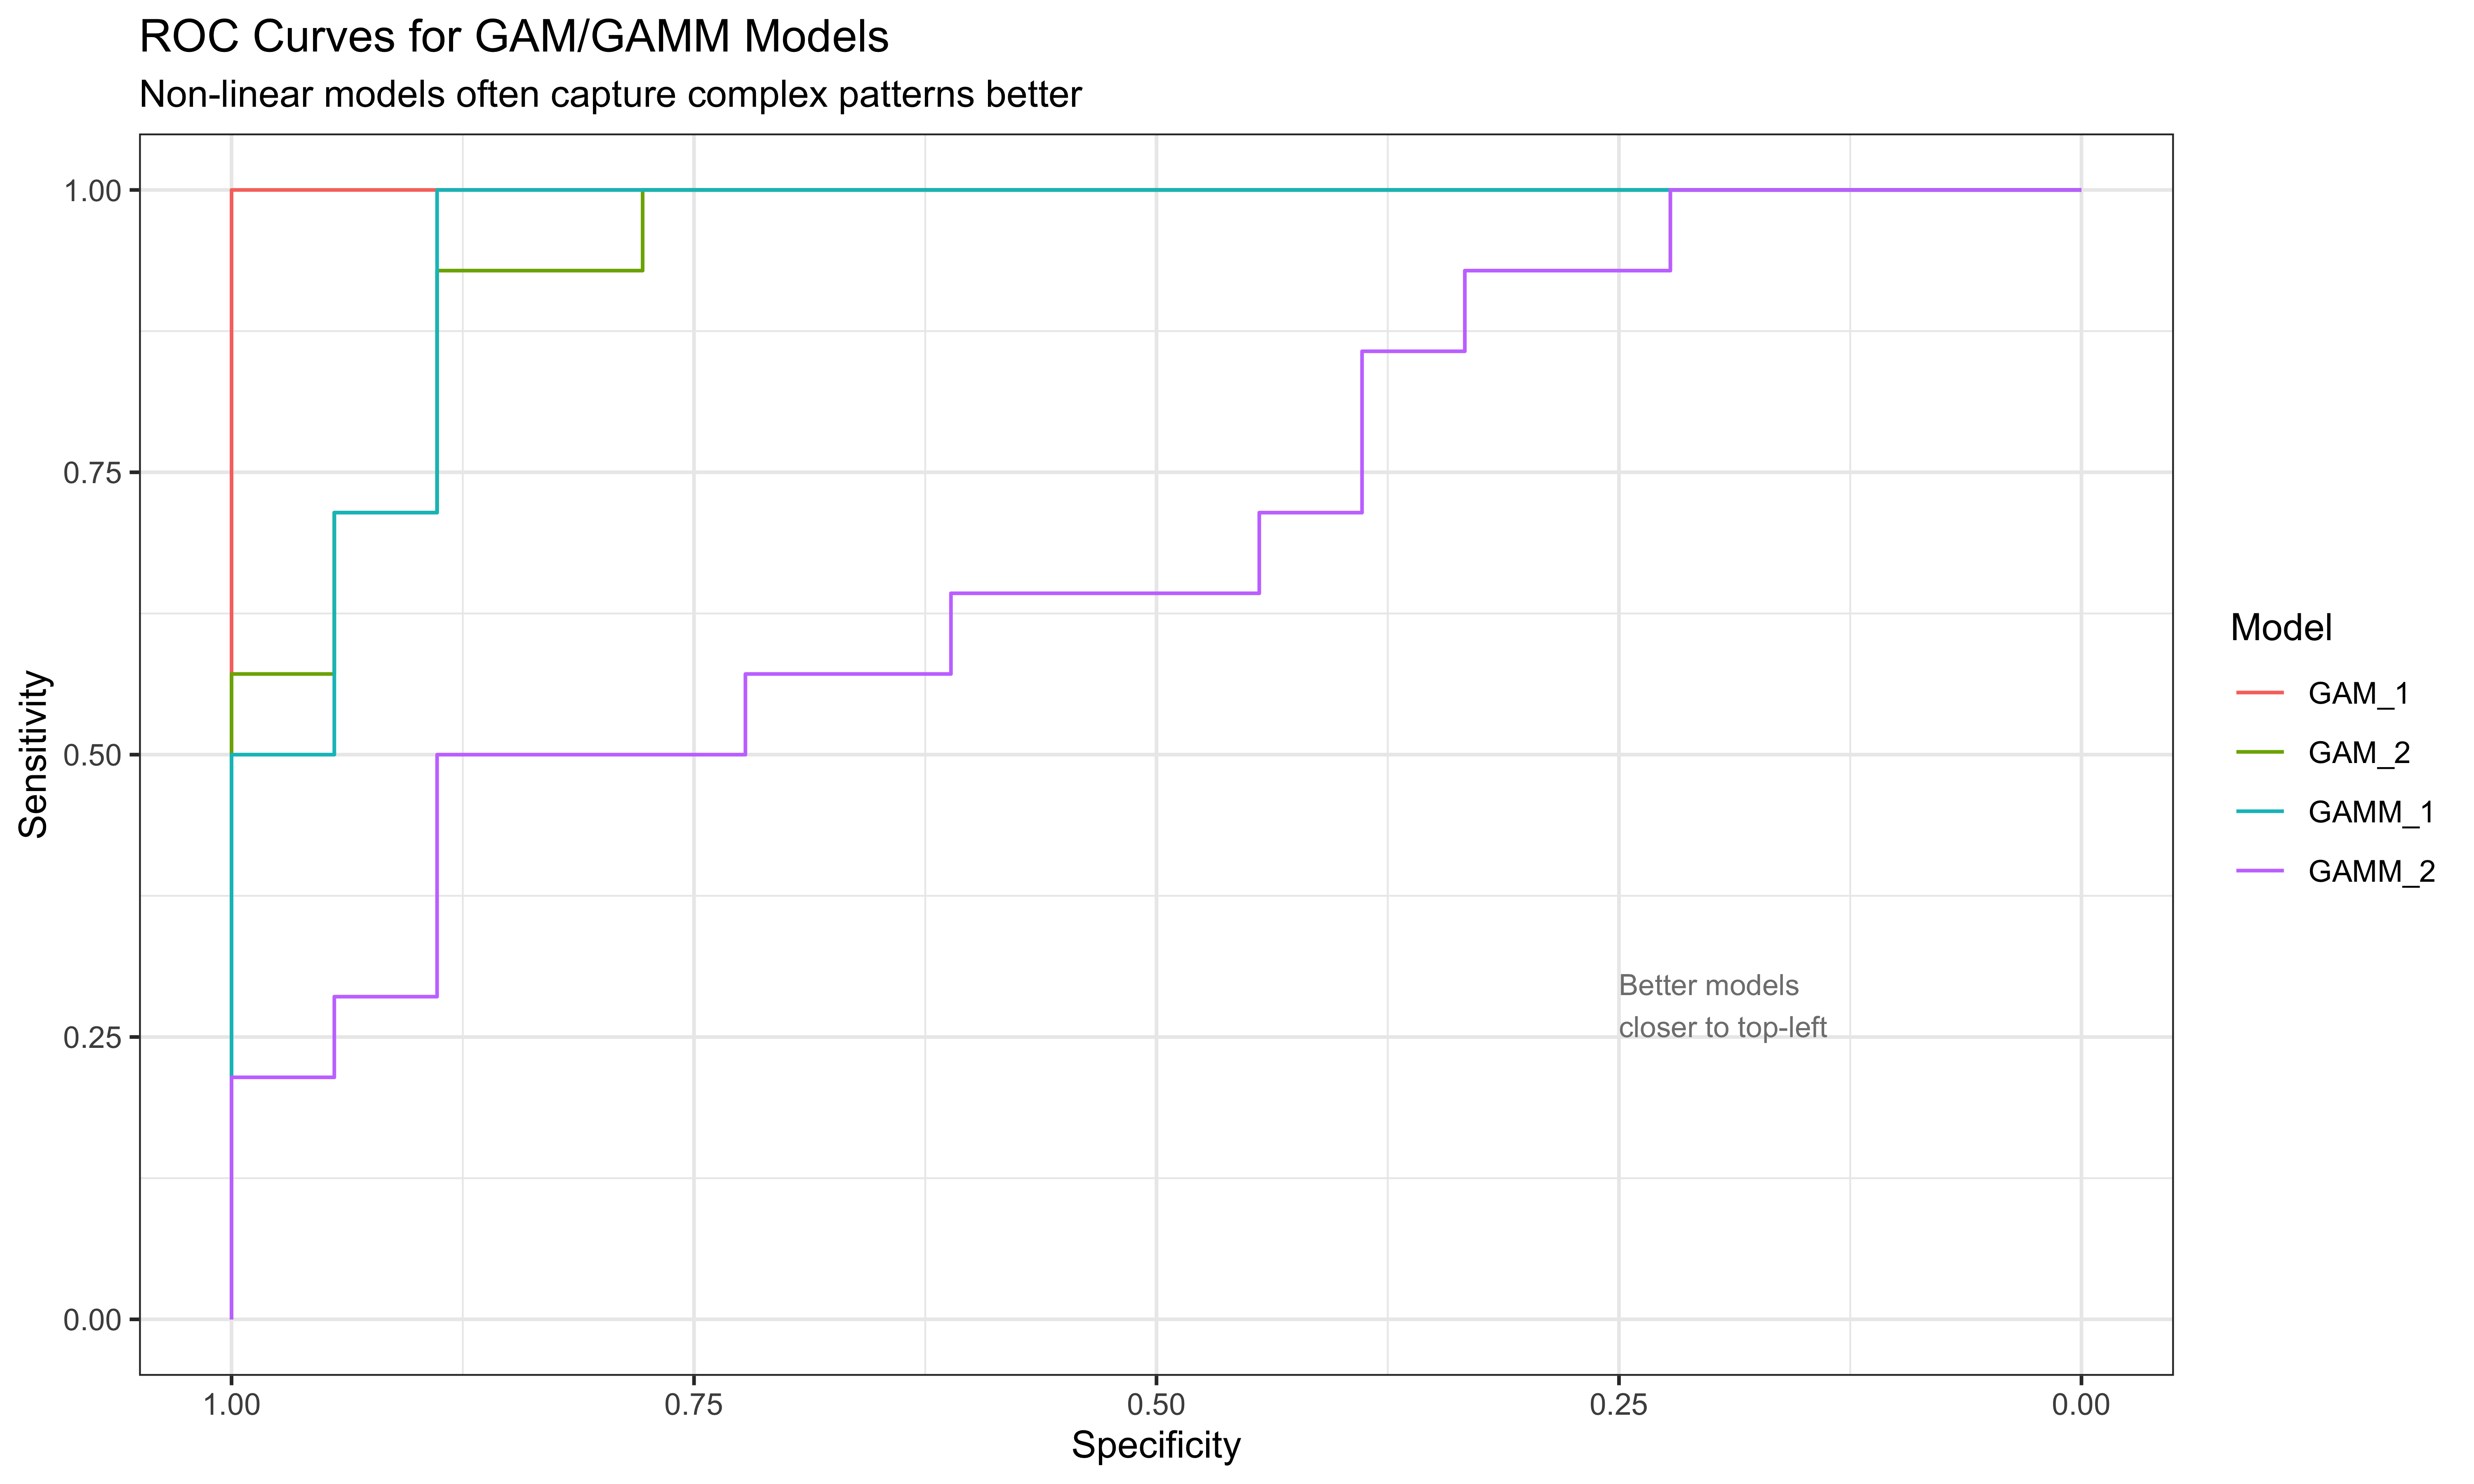 ROC Curves for GAM/GAMM Models
Non-linear models often capture complex patterns better
1.00
0.75
0.50
0.25
0.00
Sensitivity
Better models
closer to top-left
1.00
0.75
0.50
0.25
0.00
Specificity
Model
GAM_1
GAM_2
GAMM_1
GAMM_2